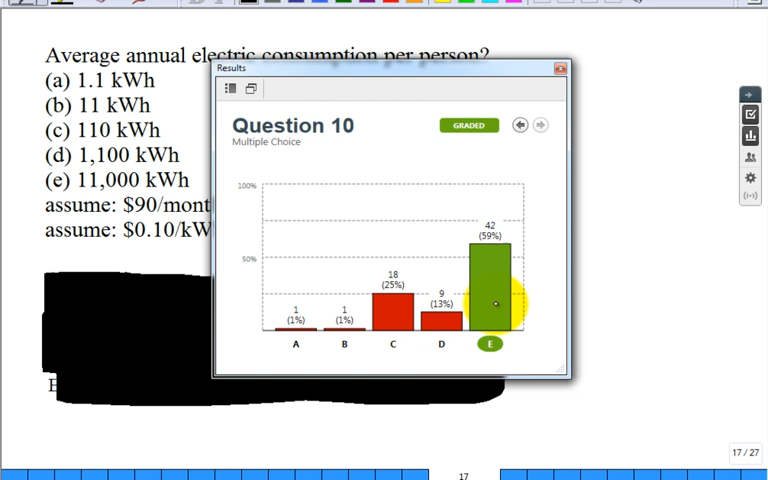 Average annual electric consumption per person?
(a) 1.1 kWh
(b) 11 kWh
(c) 110 kWh
(d) 1,100 kWh
(e) 11,000 kWh
assume: $90/mont
assume: $0.10/kW
E
Results
Question 10
Multiple Choice
GRADED
100%
50%
1
(1%)
1
(1%)
18
(25%)
9
(13%)
42
(59%)
A B C D E
17 / 27
17